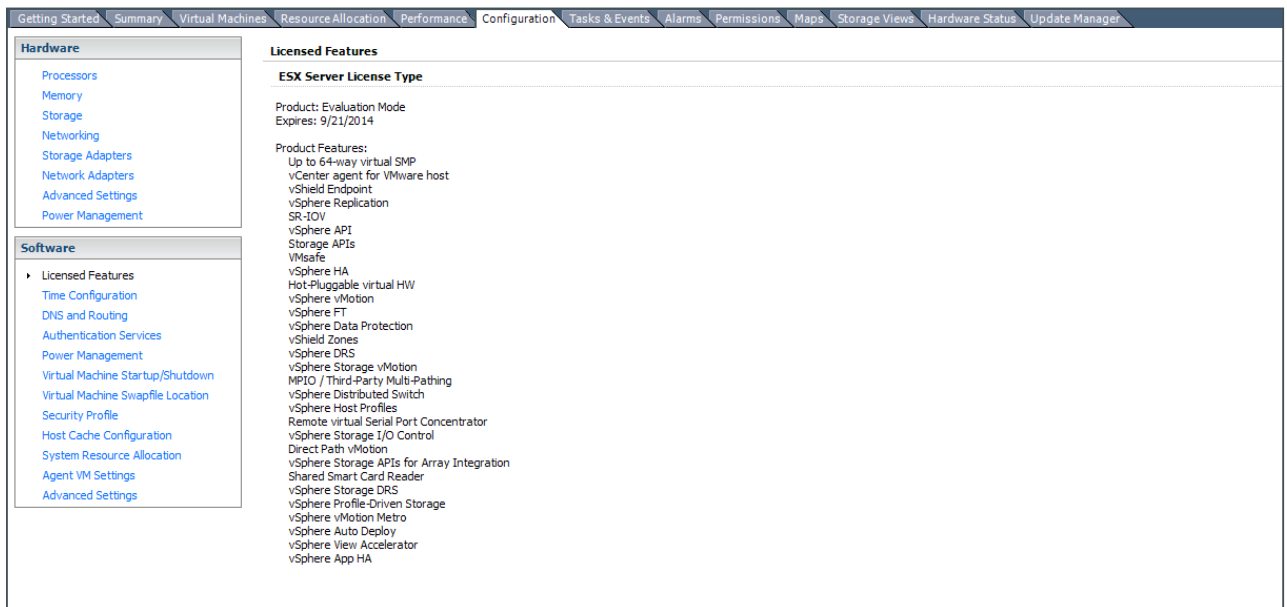 Getting Started Summary Virtual Machines Resource Allocation Performance Configuration Tasks & Events Alarms Permissions Maps Storage Views Hardware Status Update Manager
Hardware
Processors
Memory
Storage
Networking
Storage Adapters
Network Adapters
Advanced Settings
Power Management
Software
Licensed Features
Time Configuration
DNS and Routing
Authentication Services
Power Management
Virtual Machine Startup/Shutdown
Virtual Machine Swapfile Location
Security Profile
Host Cache Configuration
System Resource Allocation
Agent VM Settings
Advanced Settings
Licensed Features
ESX Server License Type
Product: Evaluation Mode
Expires: 9/21/2014
Product Features:
Up to 64-way virtual SMP
vCenter agent for VMware host
vShield Endpoint
vSphere Replication
SR-IOV
vSphere API
Storage APIs
VMsafe
vSphere HA
Hot-Pluggable virtual HW
vSphere vMotion
vSphere FT
vSphere Data Protection
vShield Zones
vSphere DRS
vSphere Storage vMotion
MPIO / Third-Party Multi-Pathing
vSphere Distributed Switch
vSphere Host Profiles
Remote virtual Serial Port Concentrator
vSphere Storage I/O Control
Direct Path vMotion
vSphere Storage APIs for Array Integration
Shared Smart Card Reader
vSphere Storage DRS
vSphere Profile-Driven Storage
vSphere vMotion Metro
vSphere Auto Deploy
vSphere View Accelerator
vSphere App HA